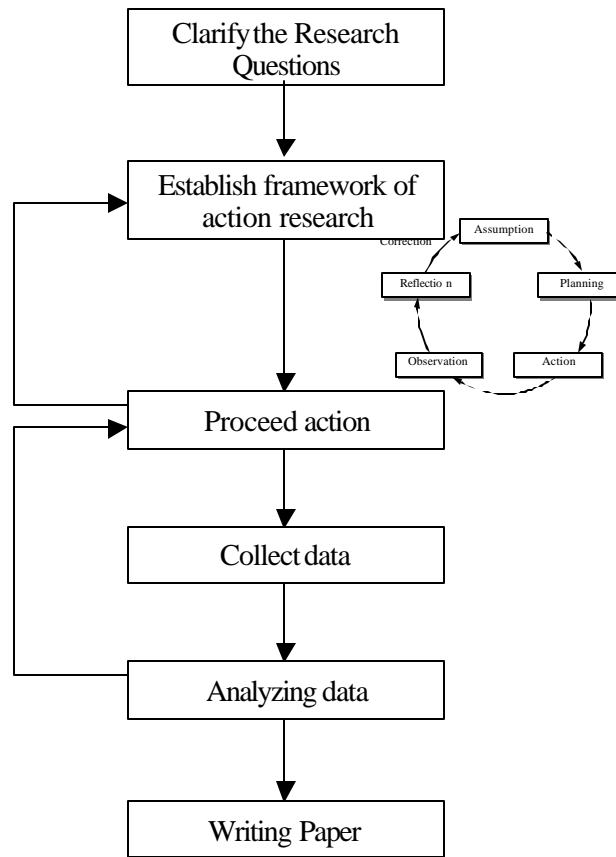 Clarify the Research
Questions
Establish framework of
action research
Correction
Assumption
Reflectio n
Planning
Observation
Action
Proceed action
Collect data
Analyzing data
Writing Paper